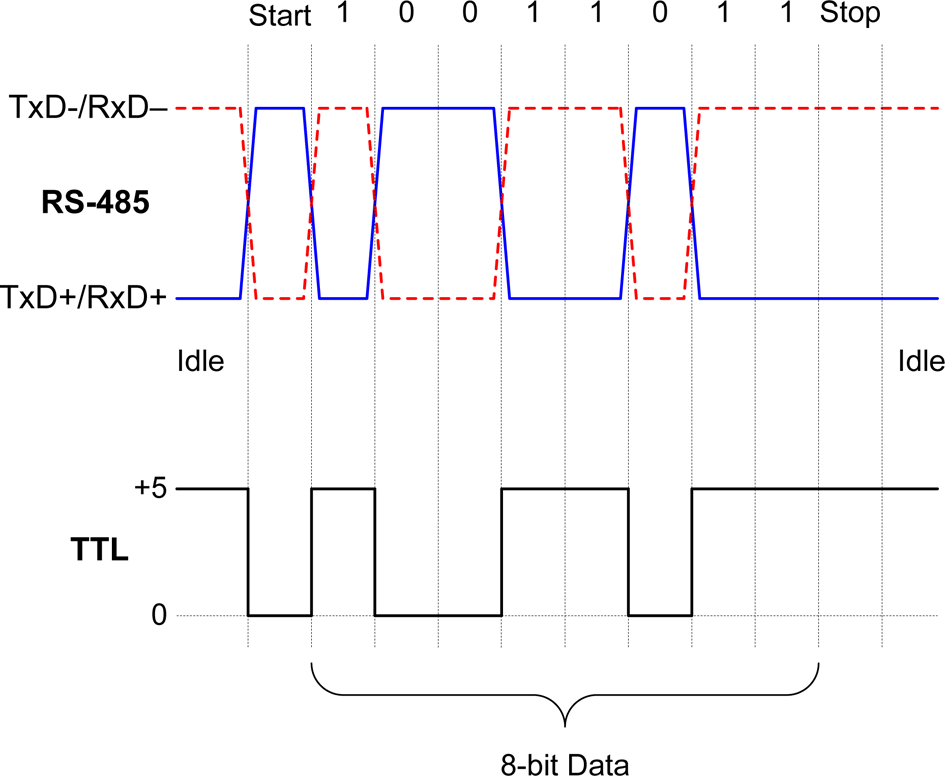 Start 1 0 0 1 1 0 1 1 Stop
TxD-/RxD–
RS-485
TxD+/RxD+
Idle Idle
+5
TTL
0
8-bit Data